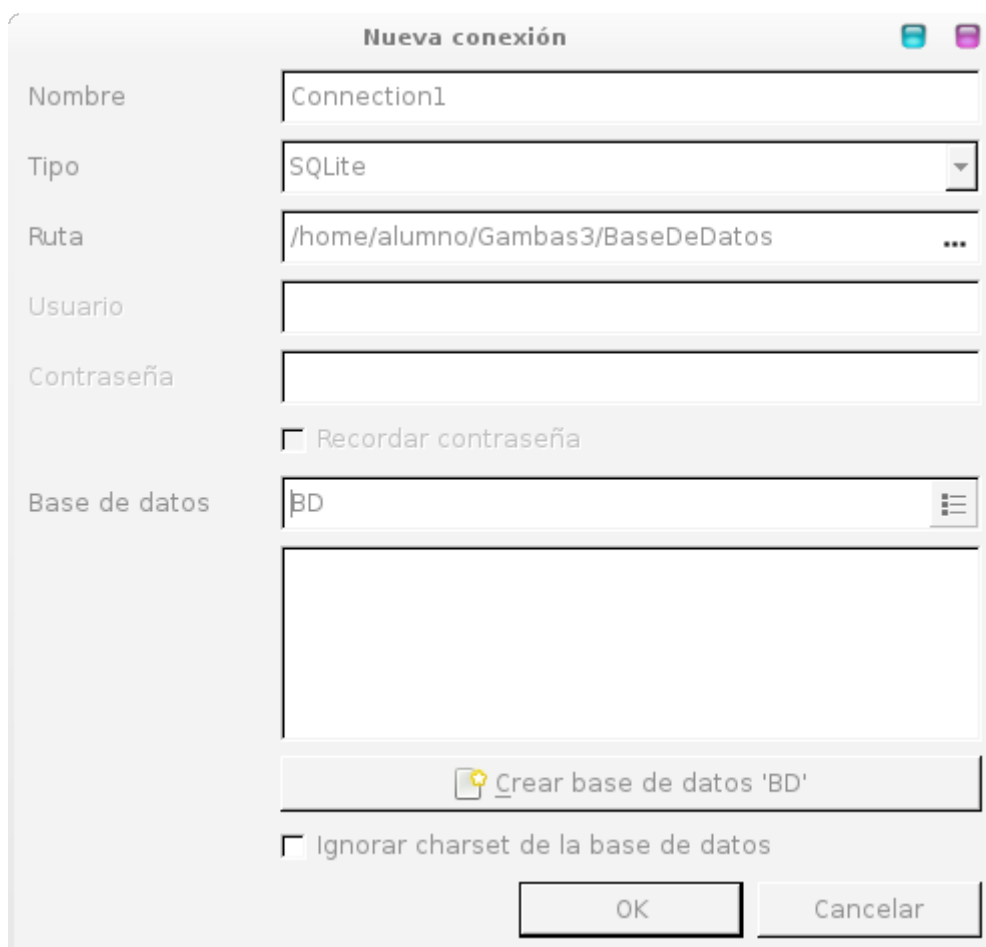 Nueva conexión
Nombre Connection1
Tipo SQLite
Ruta /home/alumno/Gambas3/BaseDeDatos ...
Usuario
Contraseña
Recordar contraseña
Base de datos BD
Crear base de datos 'BD'
Ignorar charset de la base de datos
OK Cancelar